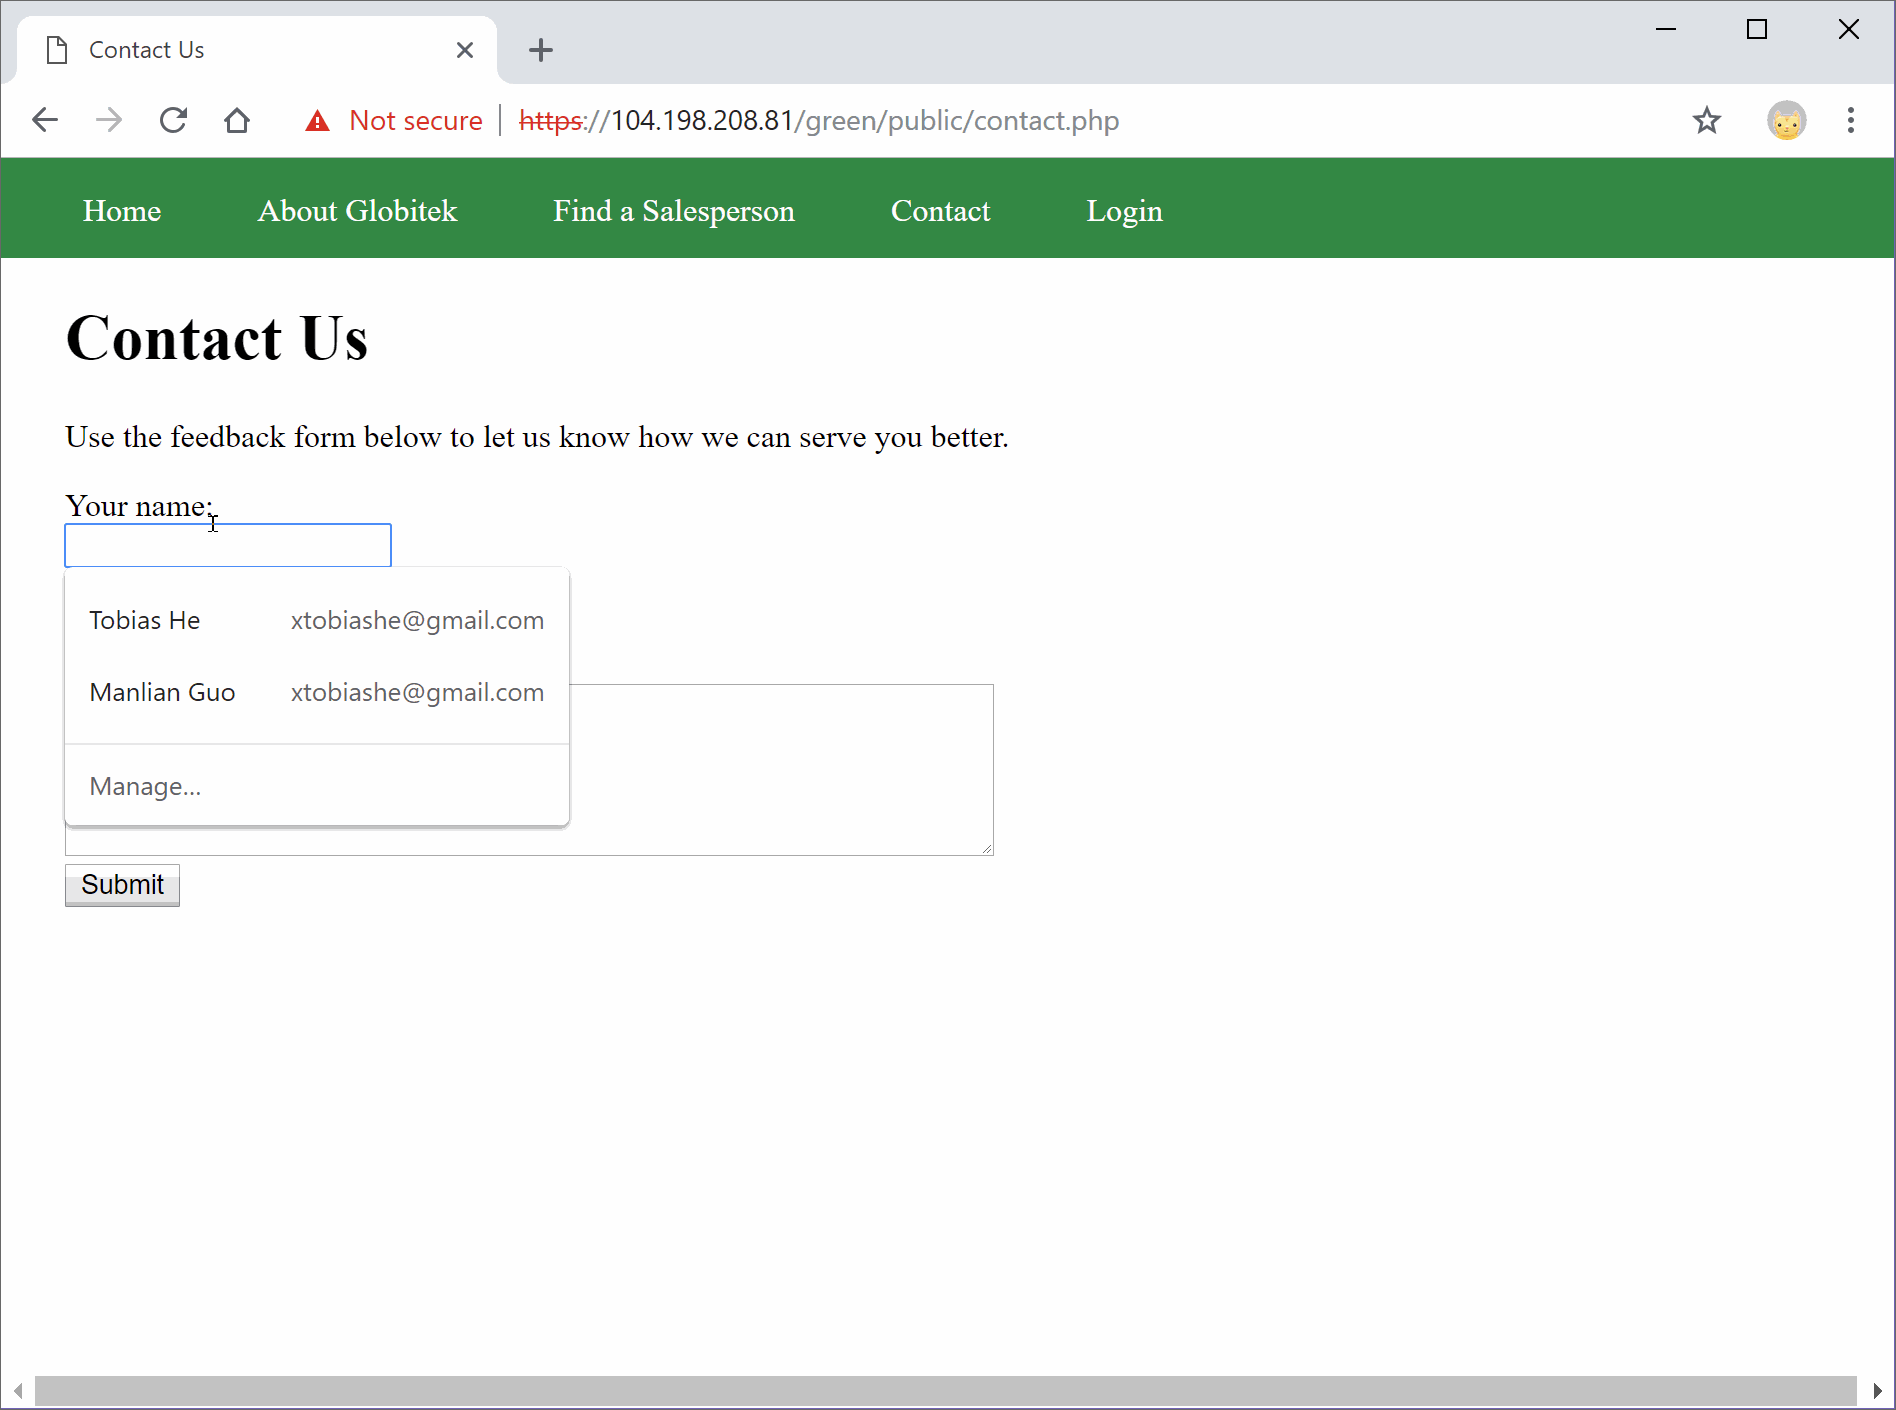 Contact Us
Not secure https://104.198.208.81/green/public/contact.php
Home About Globitek Find a Salesperson Contact Login
Contact Us
Use the feedback form below to let us know how we can serve you better.
Your name:
Tobias He xtobiashe@gmail.com
Manlian Guo xtobiashe@gmail.com
Manage...
Submit